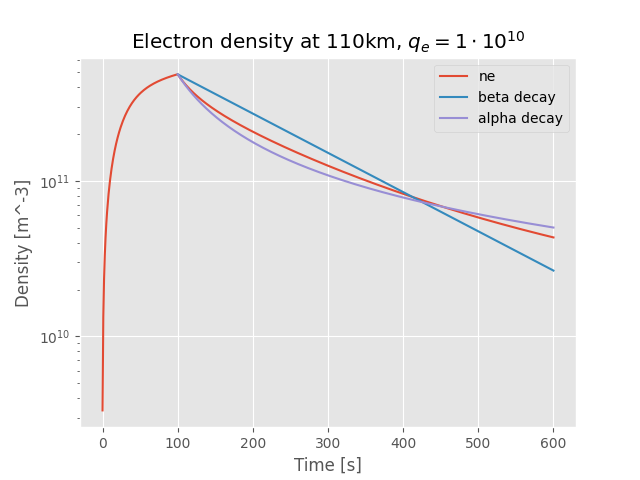 Electron density at 110km, $q_e = 1 \cdot 10^{10}$
ne
beta decay
alpha decay
Density [m^-3]
$10^{11}$
$10^{10}$
0 100 200 300 400 500 600
Time [s]